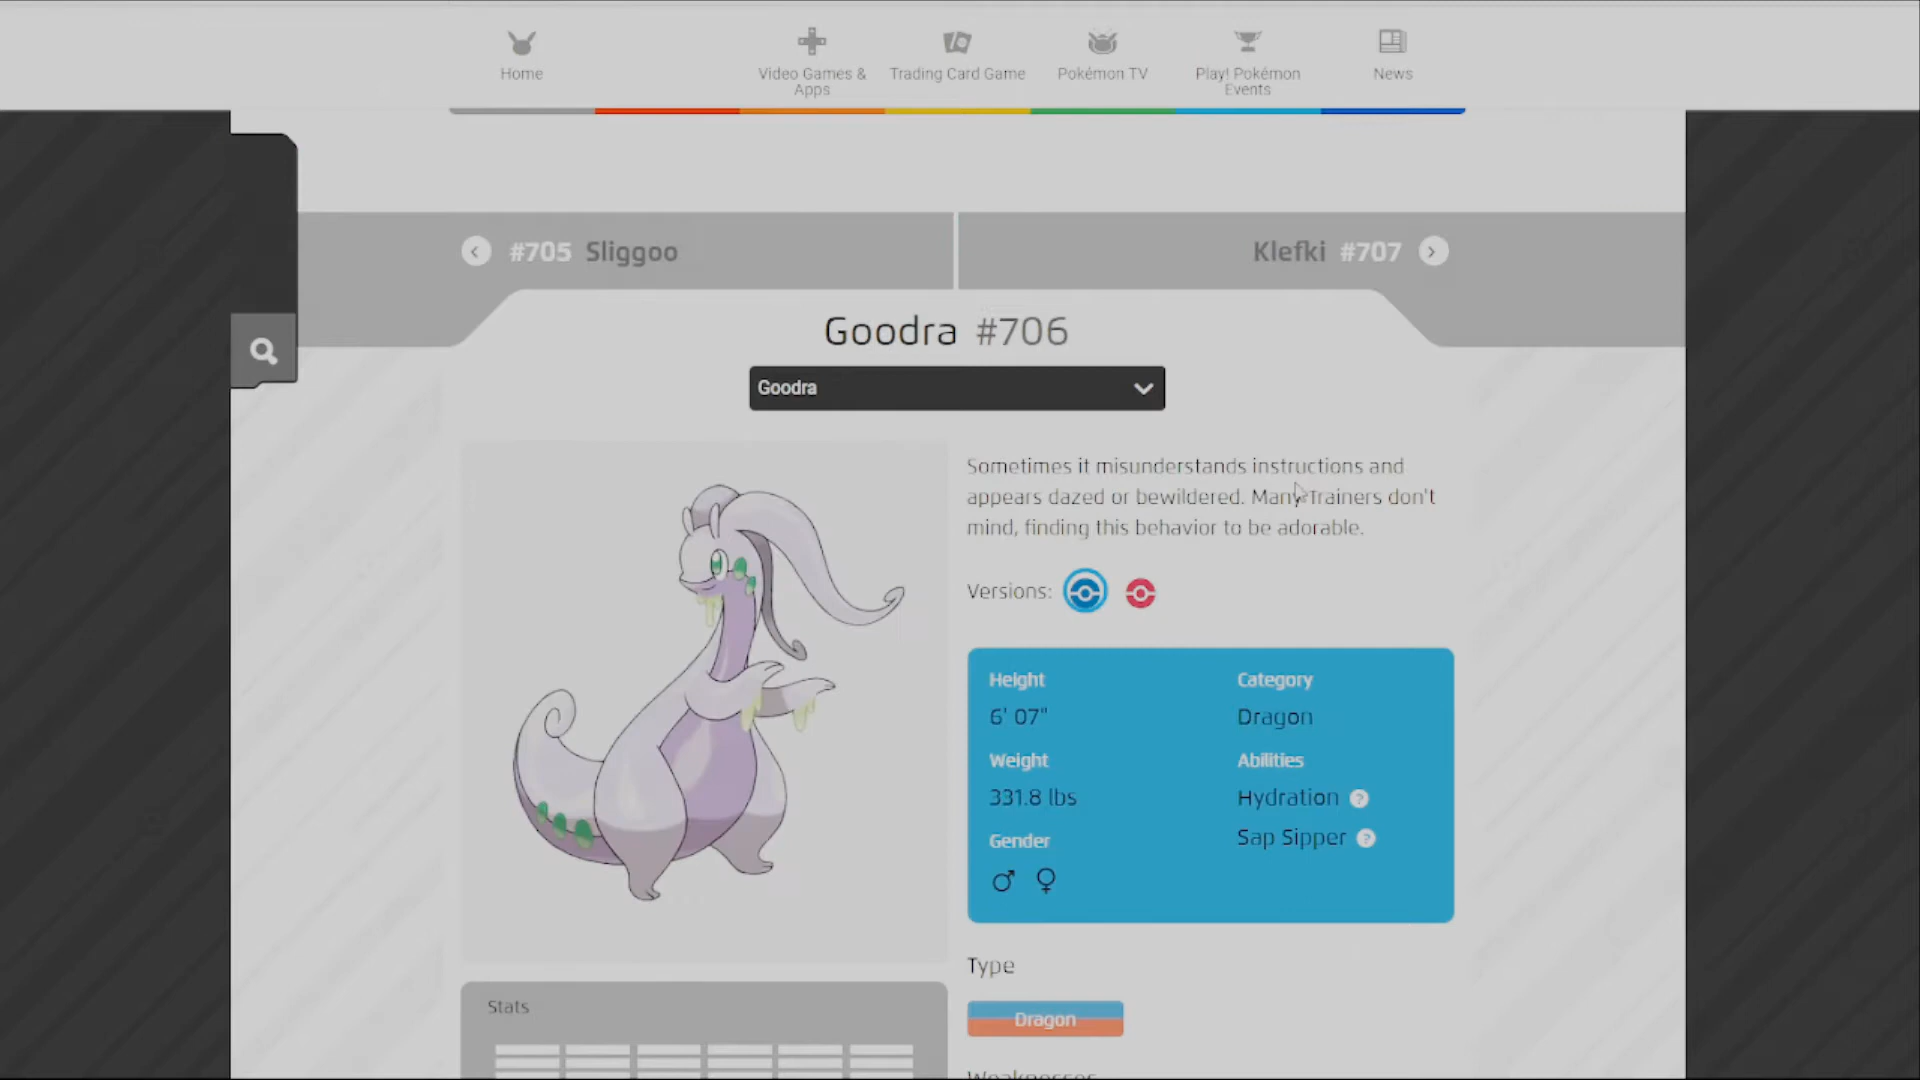 Home
Video Games &
Apps
Trading Card Game
Pokémon TV
Play! Pokémon
Events
News
#705 Sliggoo
Klefki #707
Goodra #706
Goodra
Sometimes it misunderstands instructions and
appears dazed or bewildered. Many Trainers don't
mind, finding this behavior to be adorable.
Versions:
Height
6' 07"
Weight
331.8 lbs
Gender
Category
Dragon
Abilities
Hydration ?
Sap Sipper ?
Type
Dragon
Stats
Weaknesses